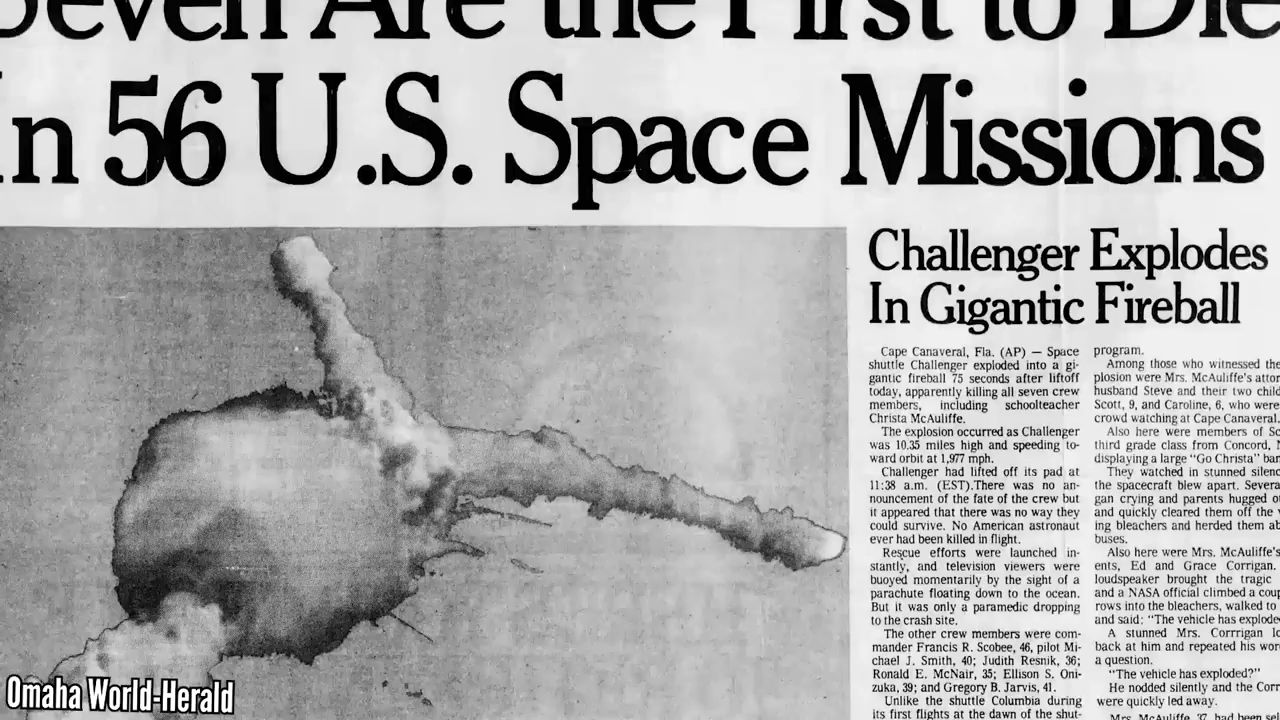 Seven Are the First to Die
In 56 U.S. Space Missions
Challenger Explodes
In Gigantic Fireball
Cape Canaveral, Fla. (AP) — Space
shuttle Challenger exploded into a gi-
gantic fireball 75 seconds after liftoff
today, apparently killing all seven crew
members, including schoolteacher
Christa McAuliffe.
The explosion occurred as Challenger
was 10.35 miles high and speeding to-
ward orbit at 1,977 mph.
Challenger had lifted off its pad at
11:38 a.m. (EST).There was no an-
nouncement of the fate of the crew but
it appeared that there was no way they
could survive. No American astronaut
ever had been killed in flight.
Rescue efforts were launched in-
stantly, and television viewers were
buoyed momentarily by the sight of a
parachute floating down to the ocean.
But it was only a paramedic dropping
to the crash site.
The other crew members were com-
mander Francis R. Scobee, 46, pilot Mi-
chael J. Smith, 40; Judith Resnik, 36;
Ronald E. McNair, 35; Ellison S. Oni-
zuka, 39; and Gregory B. Jarvis, 41.
Unlike the shuttle Columbia during
its first flights at the dawn of the shut-
program.
Among those who witnessed the
plosion were Mrs. McAuliffe's
husband Steve and their two
Scott, 9, and Caroline, 6, who were
crowd watching at Cape Canaveral.
Also here were members of
third grade class from Concord,
displaying a large "Go Christa"
They watched in stunned
the spacecraft blew apart.
gan crying and parents hugged
and quickly cleared them off the
ing bleachers and herded them
buses.
Also here were Mrs. McAuliffe's
ents, Ed and Grace Corrigan.
loudspeaker brought the tragic
and a NASA official climbed a
rows into the bleachers, walked to
and said: "The vehicle has
A stunned Mrs. Corrrigan
back at him and repeated his
a question.
"The vehicle has exploded?"
He nodded silently and the
were quickly led away.
Mrs. McAuliffe, 37, had been
Omaha World-Herald